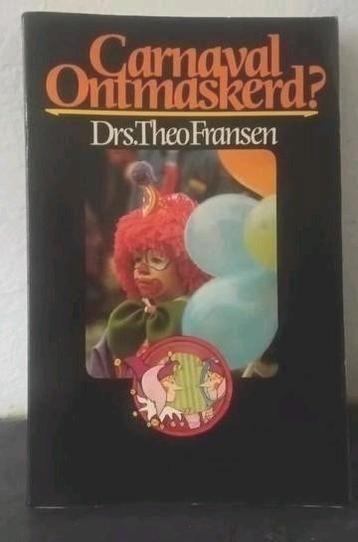 Carnaval
Ontmaskerd?
Drs.Theo Fransen